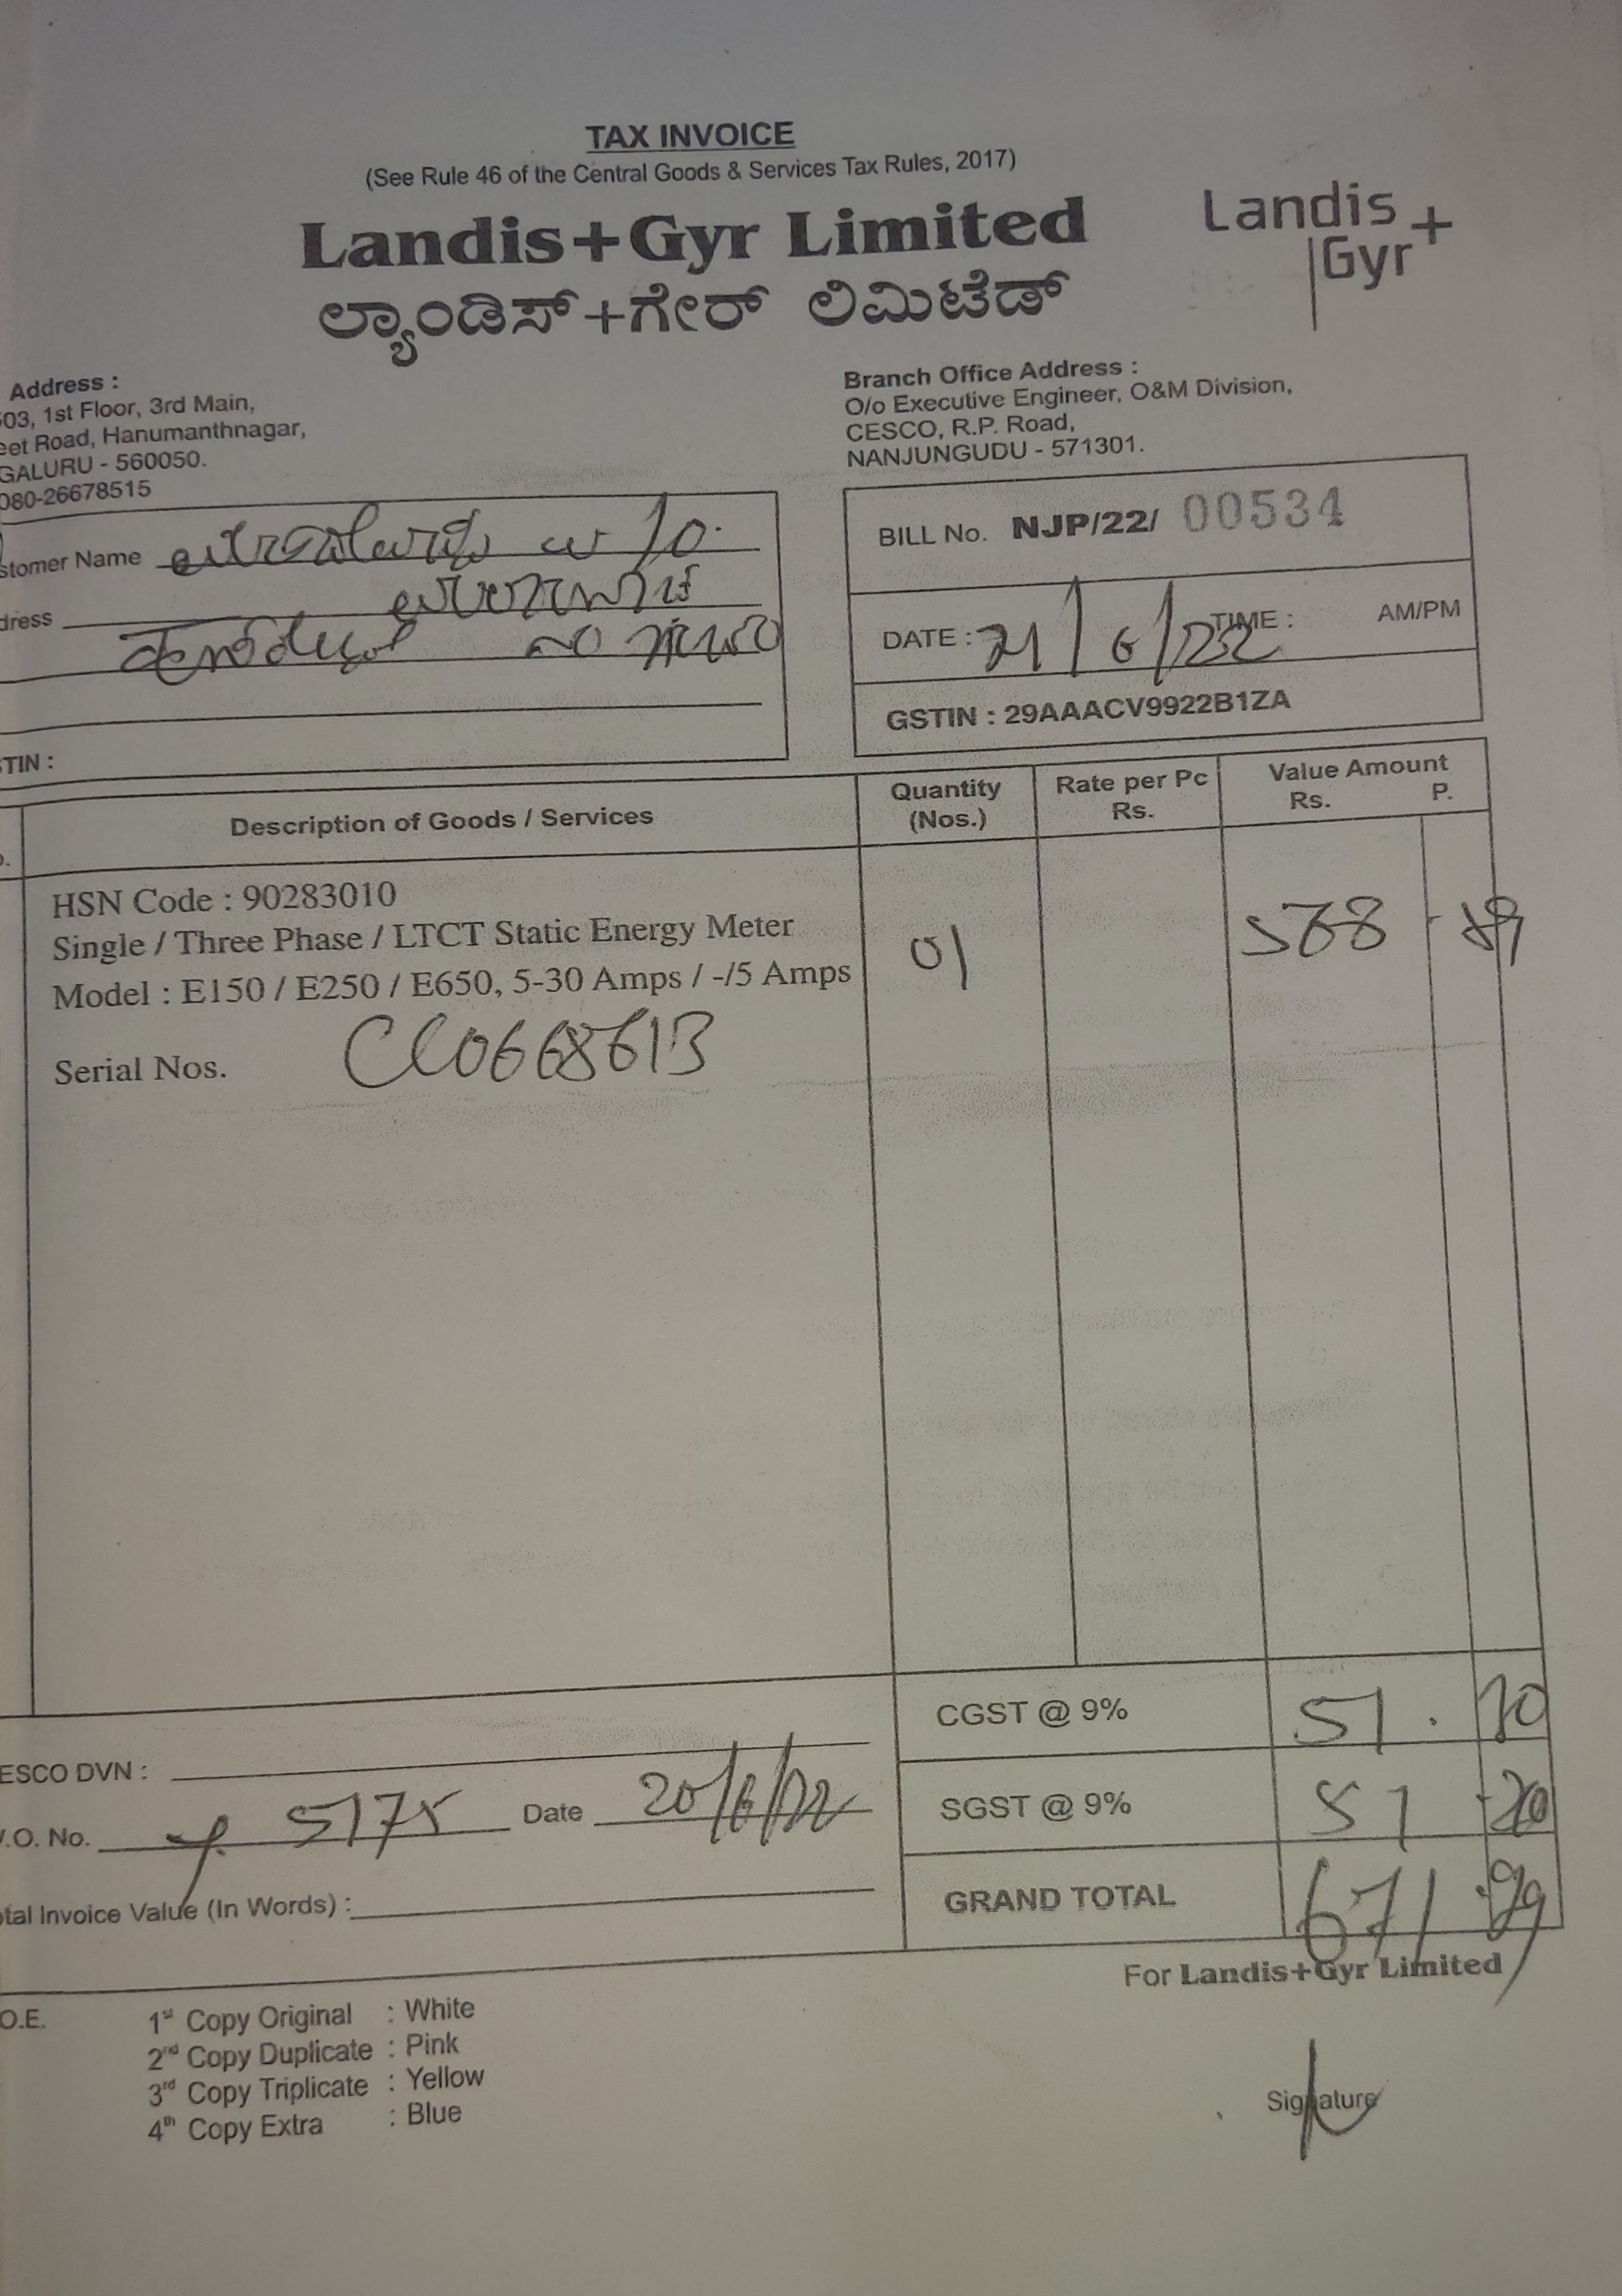 TAX INVOICE
(See Rule 46 of the Central Goods & Services Tax Rules, 2017)
Landis+Gyr Limited
ಲ್ಯಾಂಡಿಸ್+ಗೇರ್ ಲಿಮಿಟೆಡ್
Landis+
Gyr
Address :
503, 1st Floor, 3rd Main,
eet Road, Hanumanthnagar,
GALURU - 560050.
080-26678515
Branch Office Address :
O/o Executive Engineer, O&M Division,
CESCO, R.P. Road,
NANJUNGUDU - 571301.
stomer Name
dress
TIN :
BILL No. NJP/22/ 00534
DATE : 21/6/22 TIME : AM/PM
GSTIN : 29AAACV9922B1ZA
Description of Goods / Services Quantity (Nos.) Rate per Pc Rs. Value Amount Rs. P.
HSN Code : 90283010
Single / Three Phase / LTCT Static Energy Meter
Model : E150 / E250 / E650, 5-30 Amps / -/5 Amps 01
Serial Nos.
CGST @ 9% 51.
ESCO DVN :
SGST @ 9% 51
.O. No. 5175 Date 20/6/22
GRAND TOTAL 671
tal Invoice Value (In Words) :
For Landis+Gyr Limited
O.E.
1st Copy Original : White
2nd Copy Duplicate : Pink
3rd Copy Triplicate : Yellow
4th Copy Extra : Blue
Signature